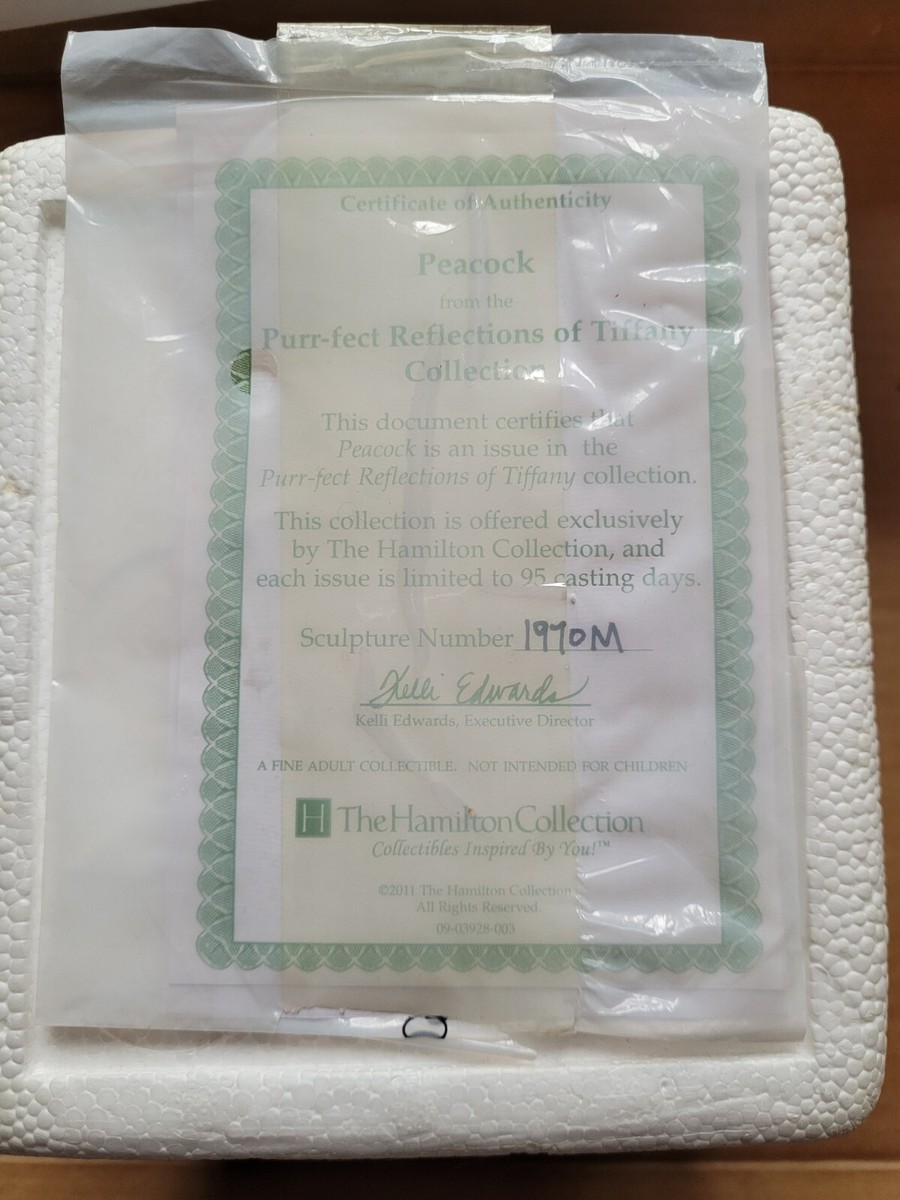 Certificate of Authenticity
Peacock
from the
Purr-fect Reflections of Tiffany
Collection
This document certifies that
Peacock is an issue in the
Purr-fect Reflections of Tiffany collection.
This collection is offered exclusively
by The Hamilton Collection, and
each issue is limited to 95 casting days.
Sculpture Number 1970M
Kelli Edwards
Kelli Edwards, Executive Director
A FINE ADULT COLLECTIBLE. NOT INTENDED FOR CHILDREN
H The Hamilton Collection
Collectibles Inspired By You!™
©2011 The Hamilton Collection
All Rights Reserved.
09-03928-003